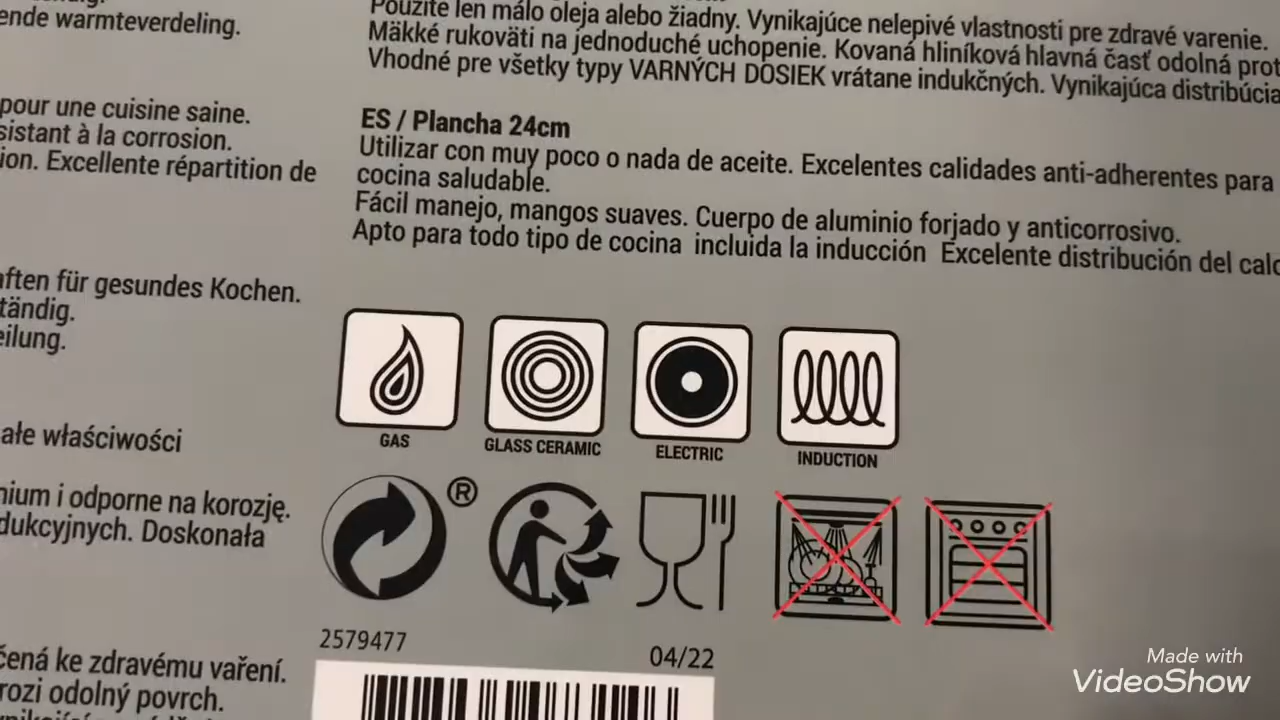 ende warmteverdeling.
pour une cuisine saine.
sistant à la corrosion.
ion. Excellente répartition de
aften für gesundes Kochen.
tändig.
eilung.
ałe właściwości
nium i odporne na korozję.
dukcyjnych. Doskonała
čená ke zdravému vaření.
rozi odolný povrch.
Použite len málo oleja alebo žiadny. Vynikajúce nelepivé vlastnosti pre zdravé varenie.
Mäkké rukoväti na jednoduché uchopenie. Kovaná hliníková hlavná časť odolná prot
Vhodné pre všetky typy VARNÝCH DOSIEK vrátane indukčných. Vynikajúca distribúcia
ES / Plancha 24cm
Utilizar con muy poco o nada de aceite. Excelentes calidades anti-adherentes para
cocina saludable.
Fácil manejo, mangos suaves. Cuerpo de aluminio forjado y anticorrosivo.
Apto para todo tipo de cocina incluida la inducción Excelente distribución del calo
GAS
GLASS CERAMIC
ELECTRIC
INDUCTION
®
2579477
04/22
Made with
VideoShow